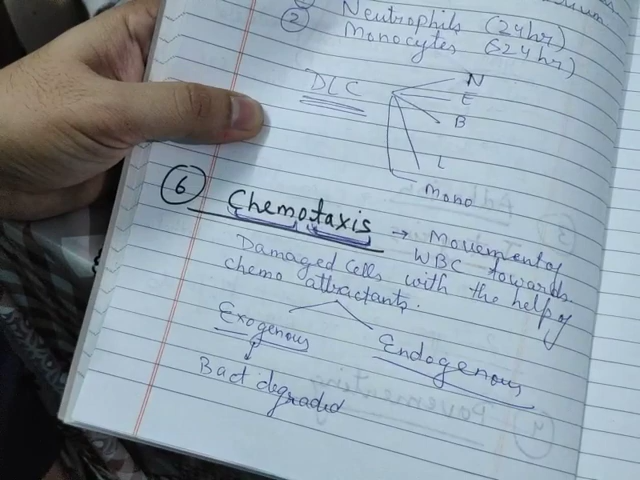 ② Neutrophils (24hr)
Monocytes (>24hr)
DLC
N
E
B
L
Mono
⑥ Chemotaxis → Movement of
WBC towards
Damaged Cells with the help of
chemo attractants.
Exogenous
Endogenous
Bact degraded